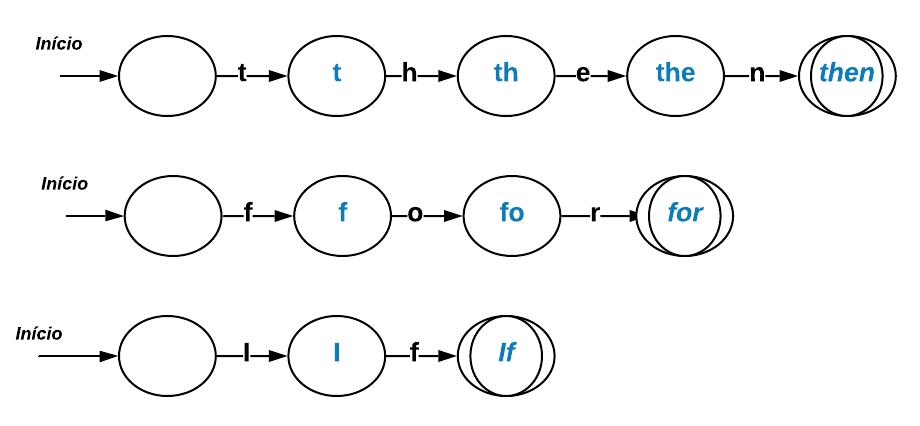 Início
t t h th e the n then
Início
f f o fo r for
Início
I I f If